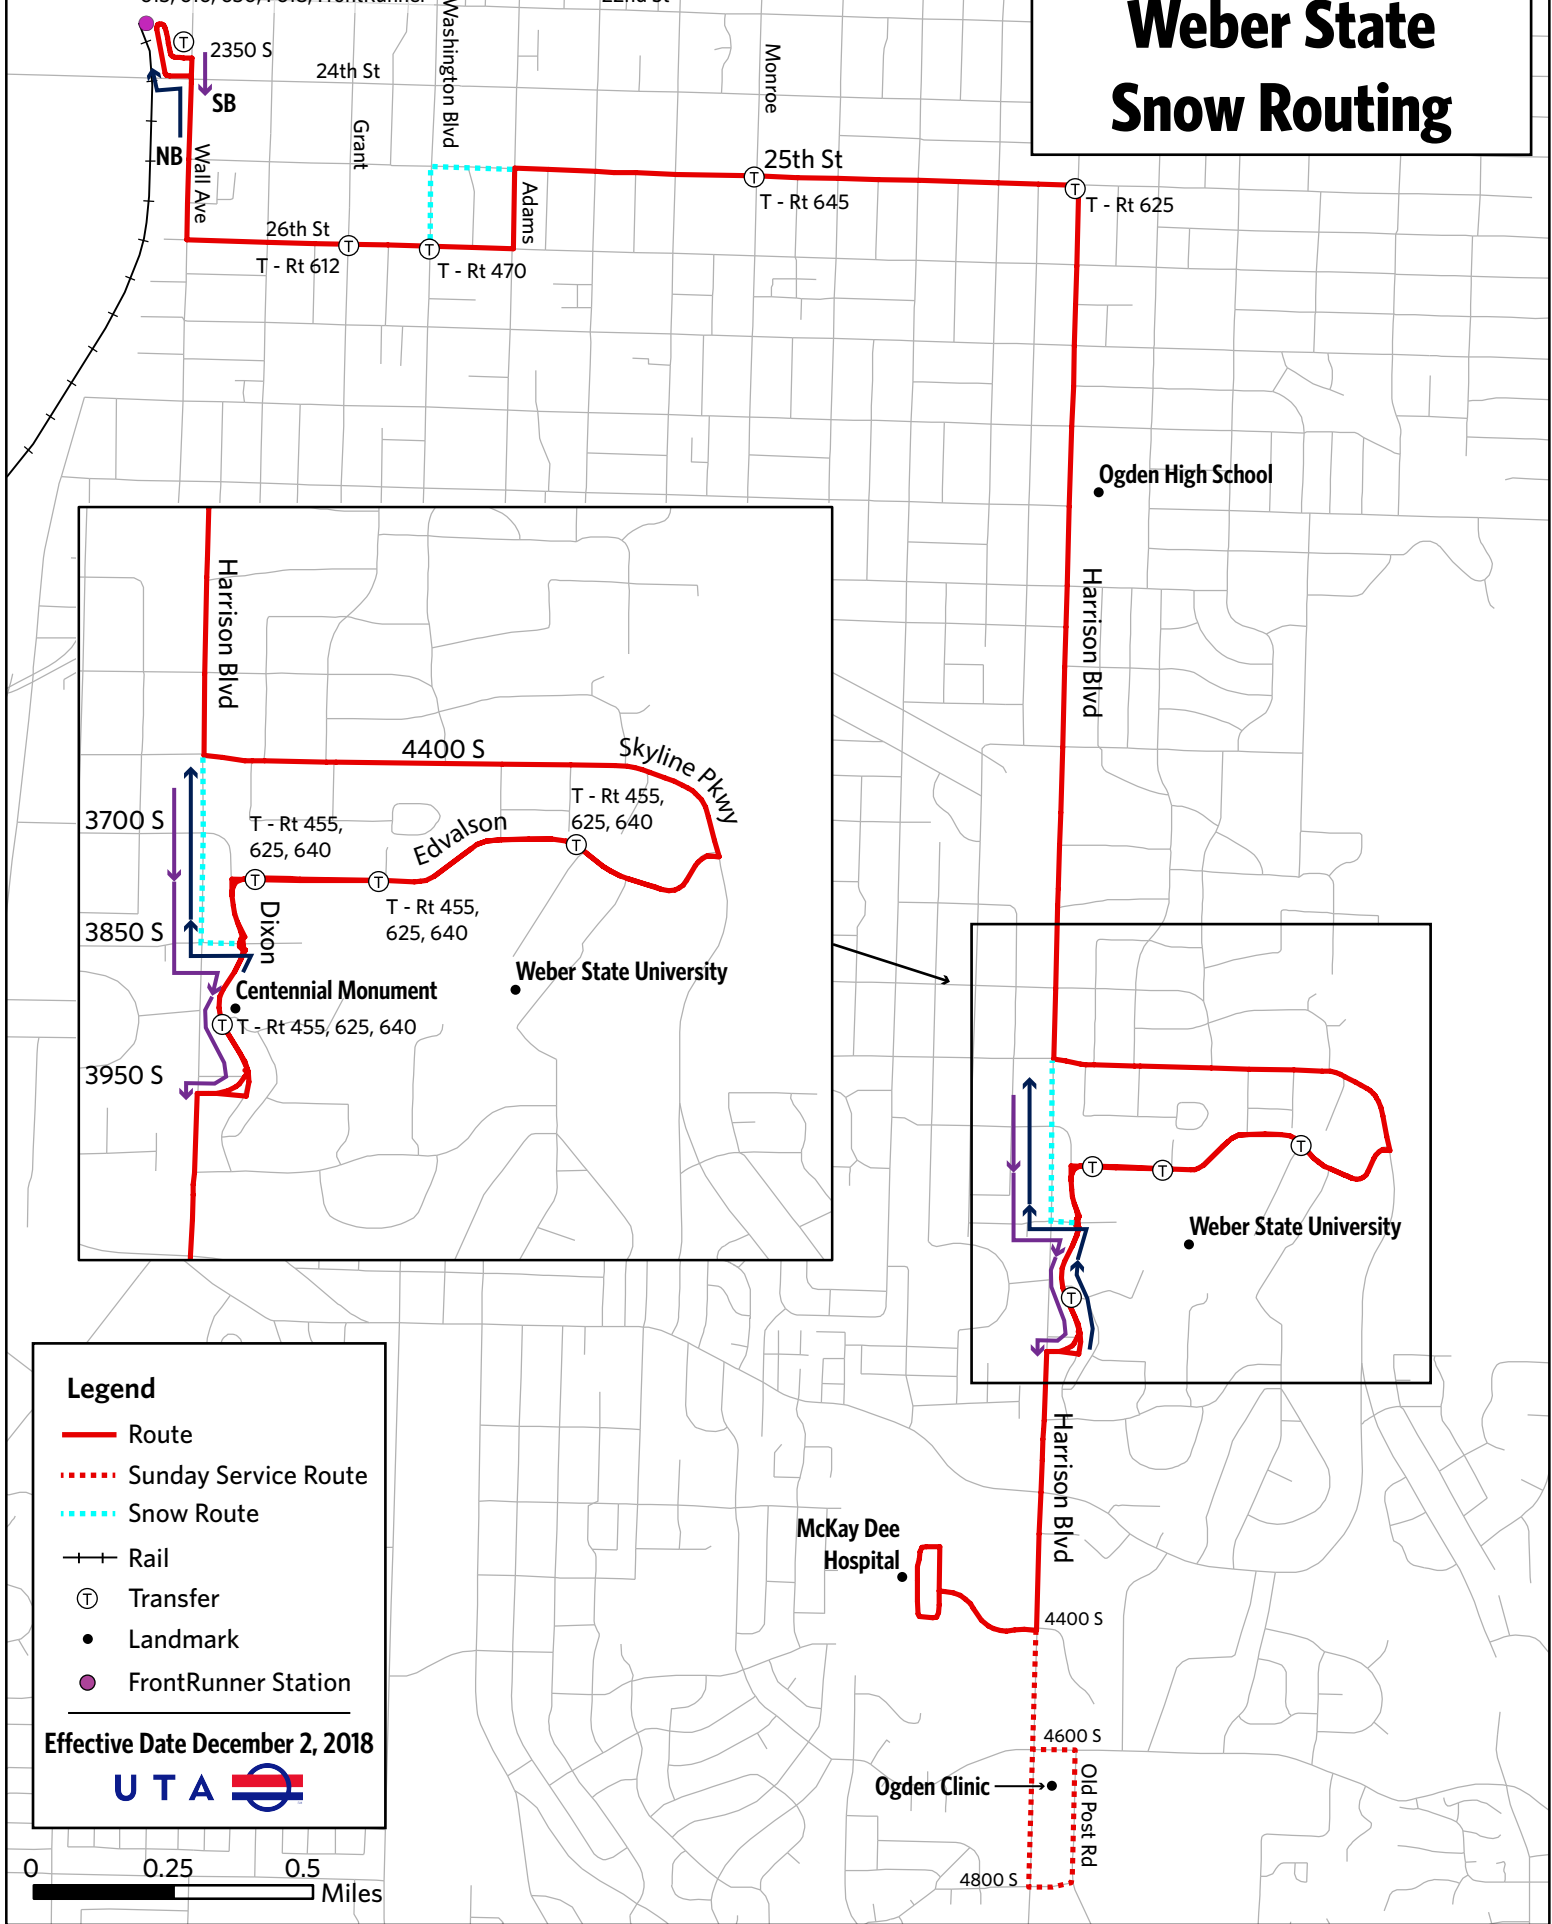 Weber State
Snow Routing
2350 S
SB
NB
24th St
Washington Blvd
Grant
Monroe
Wall Ave
Adams
25th St
26th St
T - Rt 612
T - Rt 470
T - Rt 645
T - Rt 625
Ogden High School
Harrison Blvd
Harrison Blvd
4400 S
Skyline Pkwy
3700 S
T - Rt 455,
625, 640
T - Rt 455,
625, 640
Edvalson
T - Rt 455,
625, 640
3850 S
Dixon
Weber State University
Centennial Monument
T - Rt 455, 625, 640
3950 S
Weber State University
Harrison Blvd
McKay Dee
Hospital
4400 S
4600 S
Ogden Clinic
Old Post Rd
4800 S
Legend
Route
Sunday Service Route
Snow Route
Rail
T Transfer
Landmark
FrontRunner Station
Effective Date December 2, 2018
U T A
0 0.25 0.5
Miles